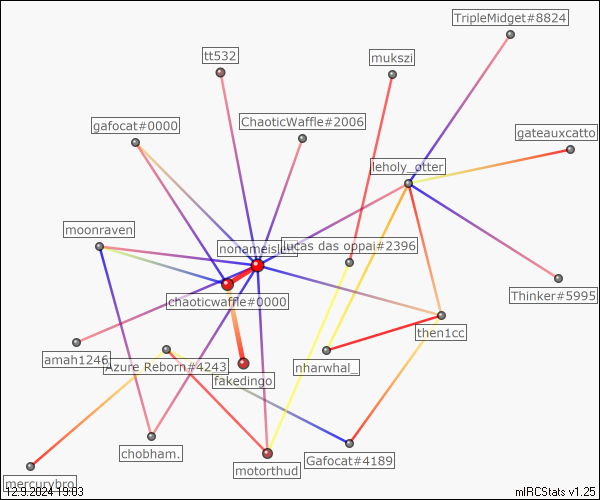 TripleMidget#8824
tt532
mukszi
gafocat#0000
ChaoticWaffle#2006
gateauxcatto
leholy_otter
moonraven
lucas das oppai#2396
chaoticwaffle#0000
Thinker#5995
then1cc
amah1246
Azure Reborn#4243
nharwhal_
fakedingo
chobham.
Gafocat#4189
motorthud
mercurybro
12.9.2024 19:03
mIRCStats v1.25